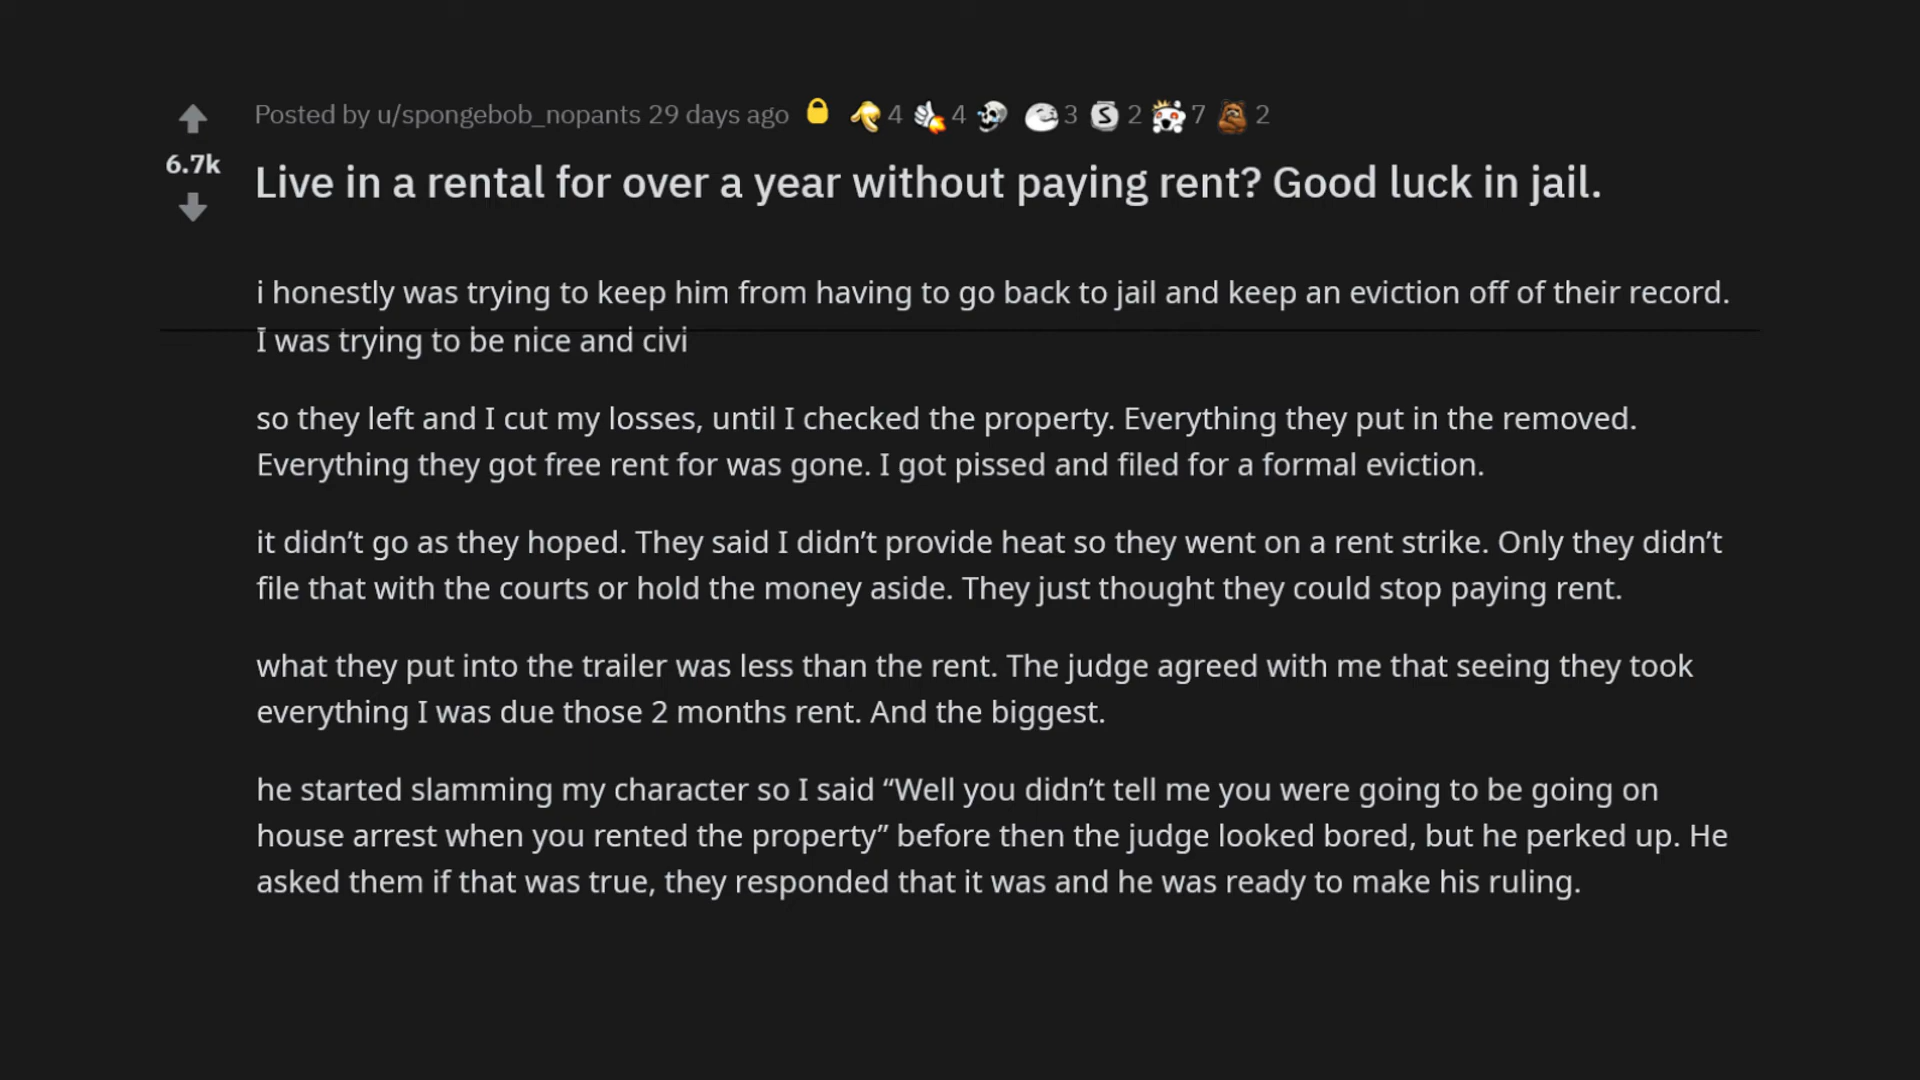 Posted by u/spongebob_nopants 29 days ago 4 4 3 2 7 2
6.7k
Live in a rental for over a year without paying rent? Good luck in jail.
i honestly was trying to keep him from having to go back to jail and keep an eviction off of their record.
I was trying to be nice and civi
so they left and I cut my losses, until I checked the property. Everything they put in the removed.
Everything they got free rent for was gone. I got pissed and filed for a formal eviction.
it didn’t go as they hoped. They said I didn’t provide heat so they went on a rent strike. Only they didn’t
file that with the courts or hold the money aside. They just thought they could stop paying rent.
what they put into the trailer was less than the rent. The judge agreed with me that seeing they took
everything I was due those 2 months rent. And the biggest.
he started slamming my character so I said “Well you didn’t tell me you were going to be going on
house arrest when you rented the property” before then the judge looked bored, but he perked up. He
asked them if that was true, they responded that it was and he was ready to make his ruling.